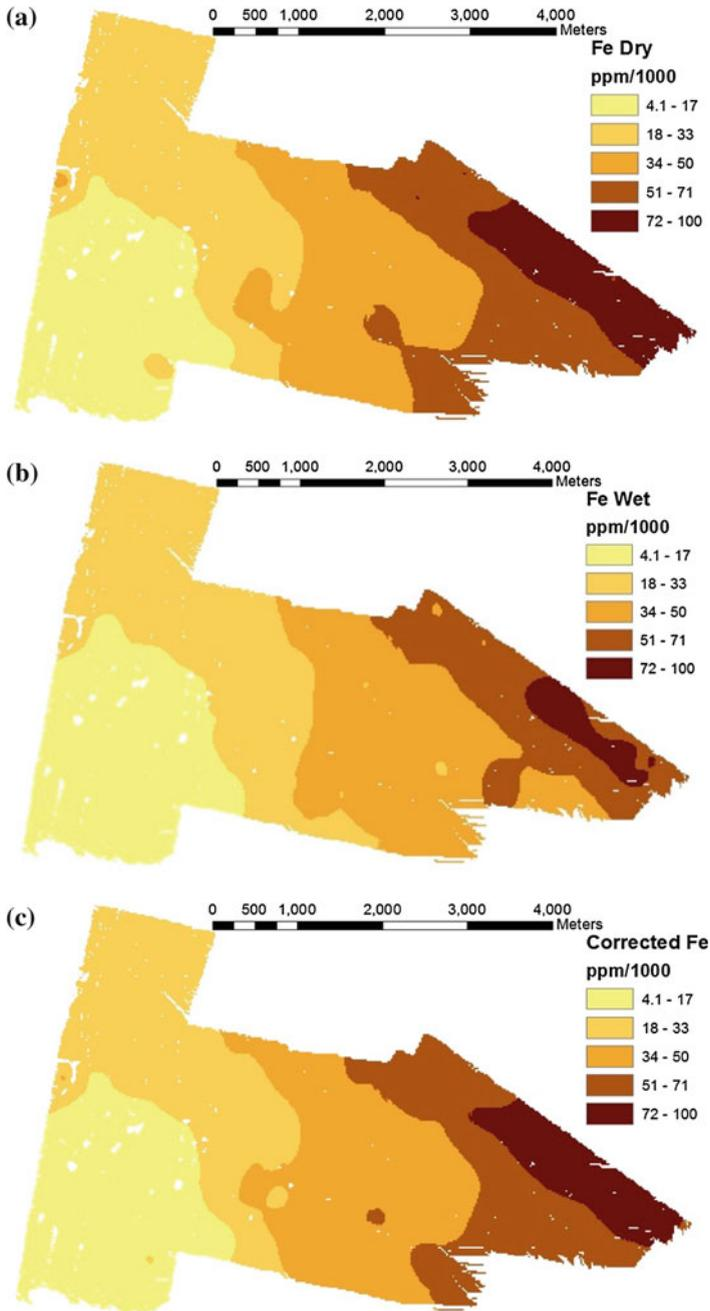 (a)
0 500 1,000 2,000 3,000 4,000
Meters
Fe Dry
ppm/1000
4.1 - 17
18 - 33
34 - 50
51 - 71
72 - 100
(b)
0 500 1,000 2,000 3,000 4,000
Meters
Fe Wet
ppm/1000
4.1 - 17
18 - 33
34 - 50
51 - 71
72 - 100
(c)
0 500 1,000 2,000 3,000 4,000
Meters
Corrected Fe
ppm/1000
4.1 - 17
18 - 33
34 - 50
51 - 71
72 - 100